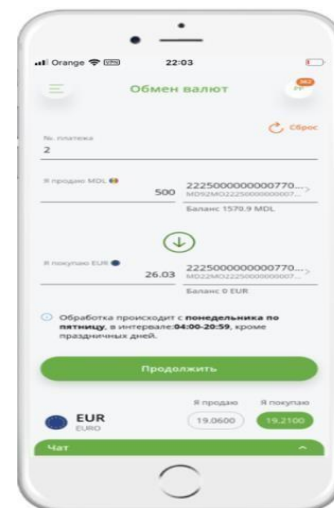 Orange VPN 22:03
Обмен валют 382
Сброс
№. платежа
2
Я продаю MDL
500 2225000000000770...
Баланс 1570.9 MDL
Я покупаю EUR
26.03 2225000000000770...
Баланс 0 EUR
Обработка происходит с понедельника по
пятницу, в интервале:04:00-20:59, кроме
праздничных дней.
Продолжить
Я продаю Я покупаю
EUR 19.0600 19.2100
EURO
Чат